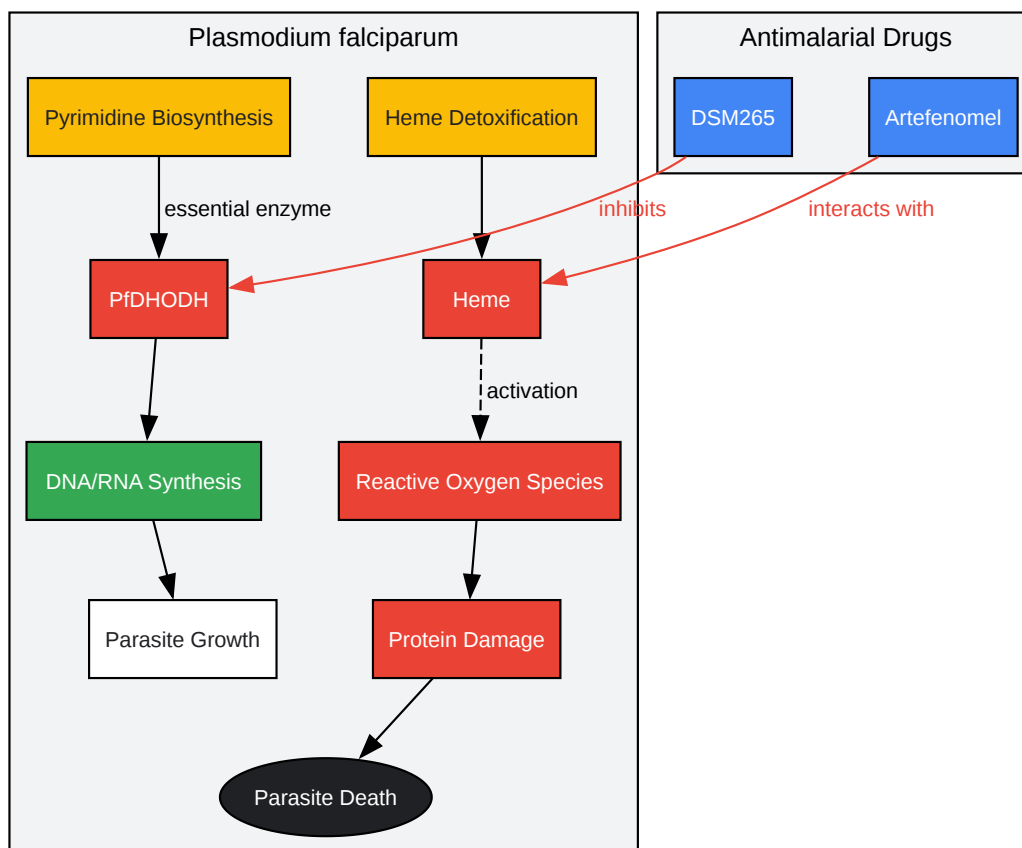 Plasmodium falciparum
Antimalarial Drugs
Pyrimidine Biosynthesis
Heme Detoxification
DSM265
Artefenomel
essential enzyme
inhibits
interacts with
PfDHODH
Heme
activation
DNA/RNA Synthesis
Reactive Oxygen Species
Parasite Growth
Protein Damage
Parasite Death